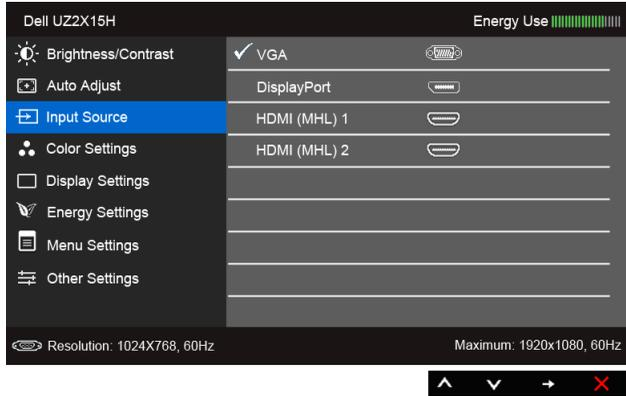 Dell UZ2X15H
Energy Use
Brightness/Contrast
VGA
Auto Adjust
DisplayPort
Input Source
HDMI (MHL) 1
Color Settings
HDMI (MHL) 2
Display Settings
Energy Settings
Menu Settings
Other Settings
Resolution: 1024X768, 60Hz
Maximum: 1920x1080, 60Hz